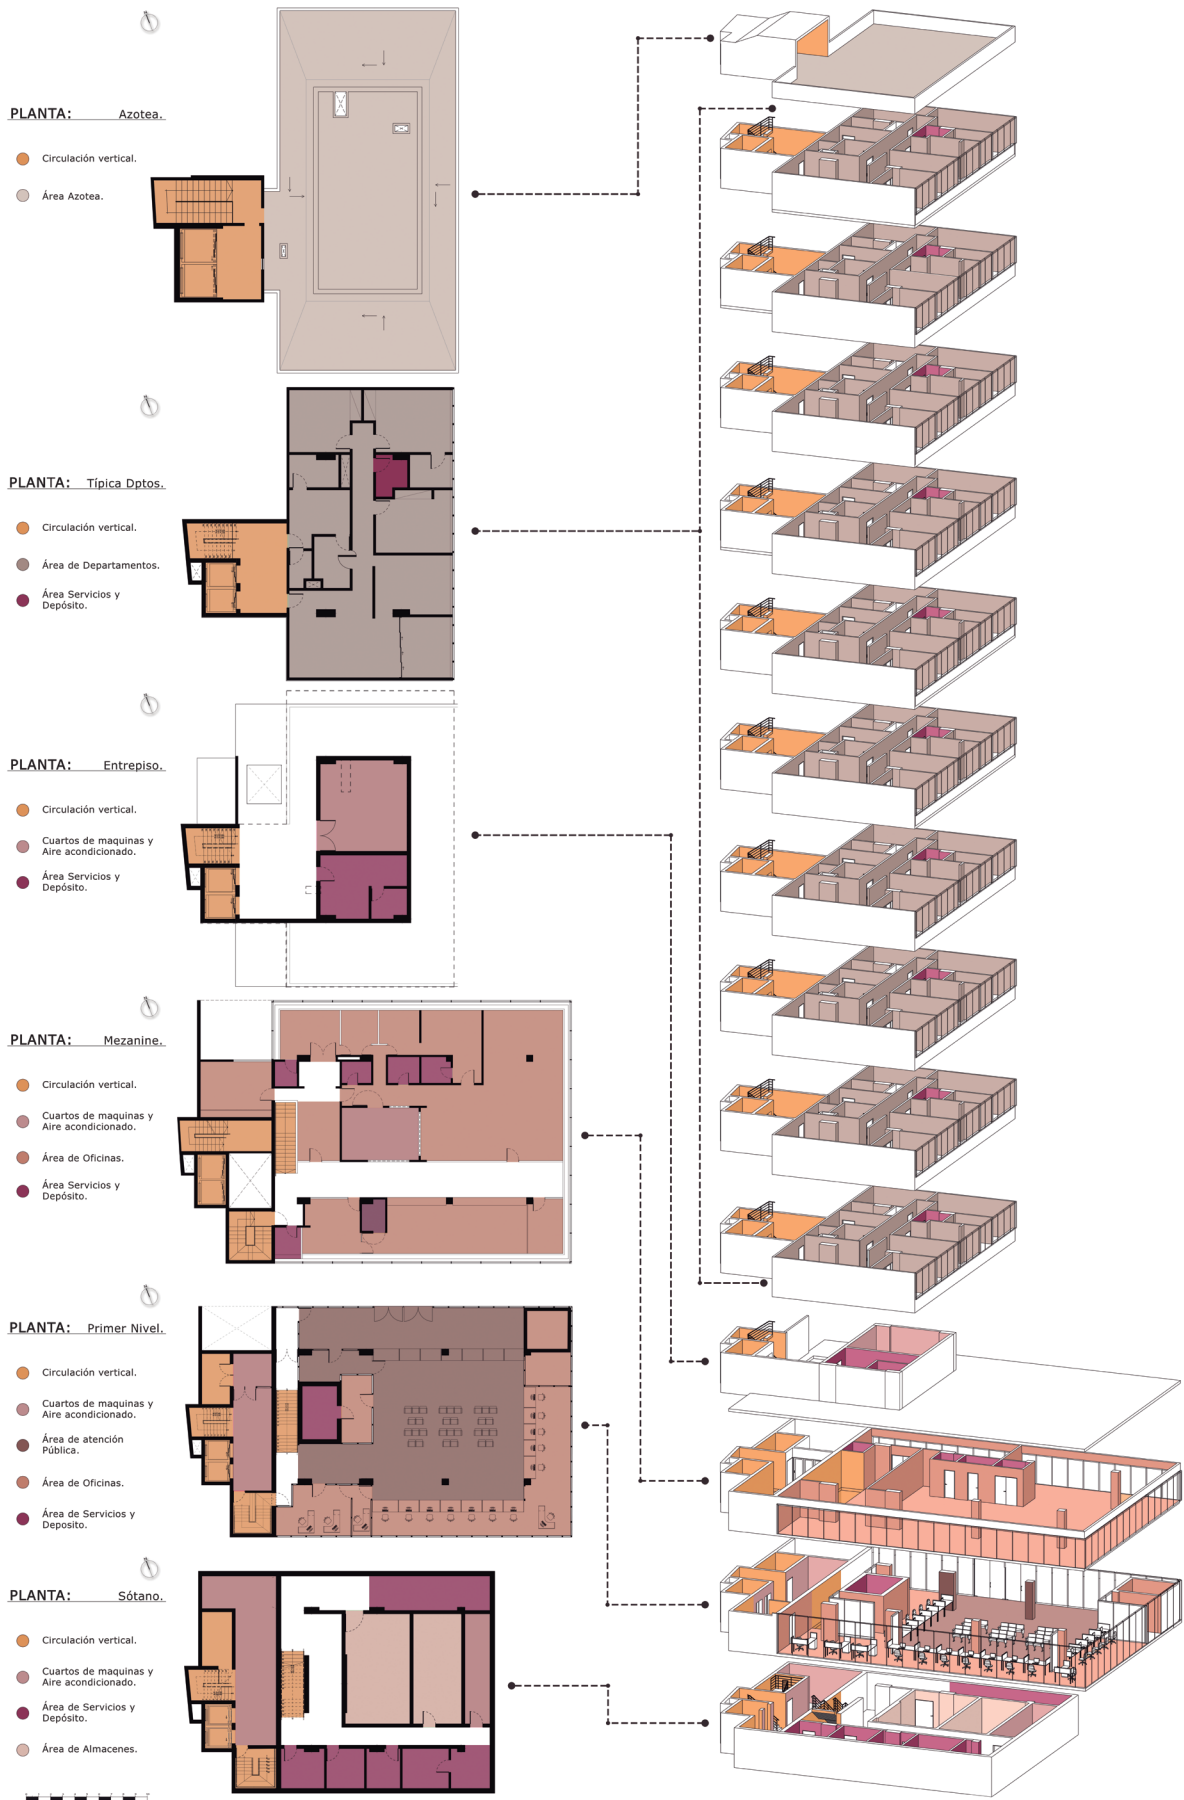 PLANTA: Azotea.
Circulación vertical.
Área Azotea.
PLANTA: Típica Dptos.
Circulación vertical.
Área de Departamentos.
Área Servicios y
Depósito.
PLANTA: Entrepiso.
Circulación vertical.
Cuartos de maquinas y
Aire acondicionado.
Área Servicios y
Depósito.
PLANTA: Mezanine.
Circulación vertical.
Cuartos de maquinas y
Aire acondicionado.
Área de Oficinas.
Área Servicios y
Depósito.
PLANTA: Primer Nivel.
Circulación vertical.
Cuartos de maquinas y
Aire acondicionado.
Área de atención
Pública.
Área de Oficinas.
Área de Servicios y
Deposito.
PLANTA: Sótano.
Circulación vertical.
Cuartos de maquinas y
Aire acondicionado.
Área de Servicios y
Depósito.
Área de Almacenes.